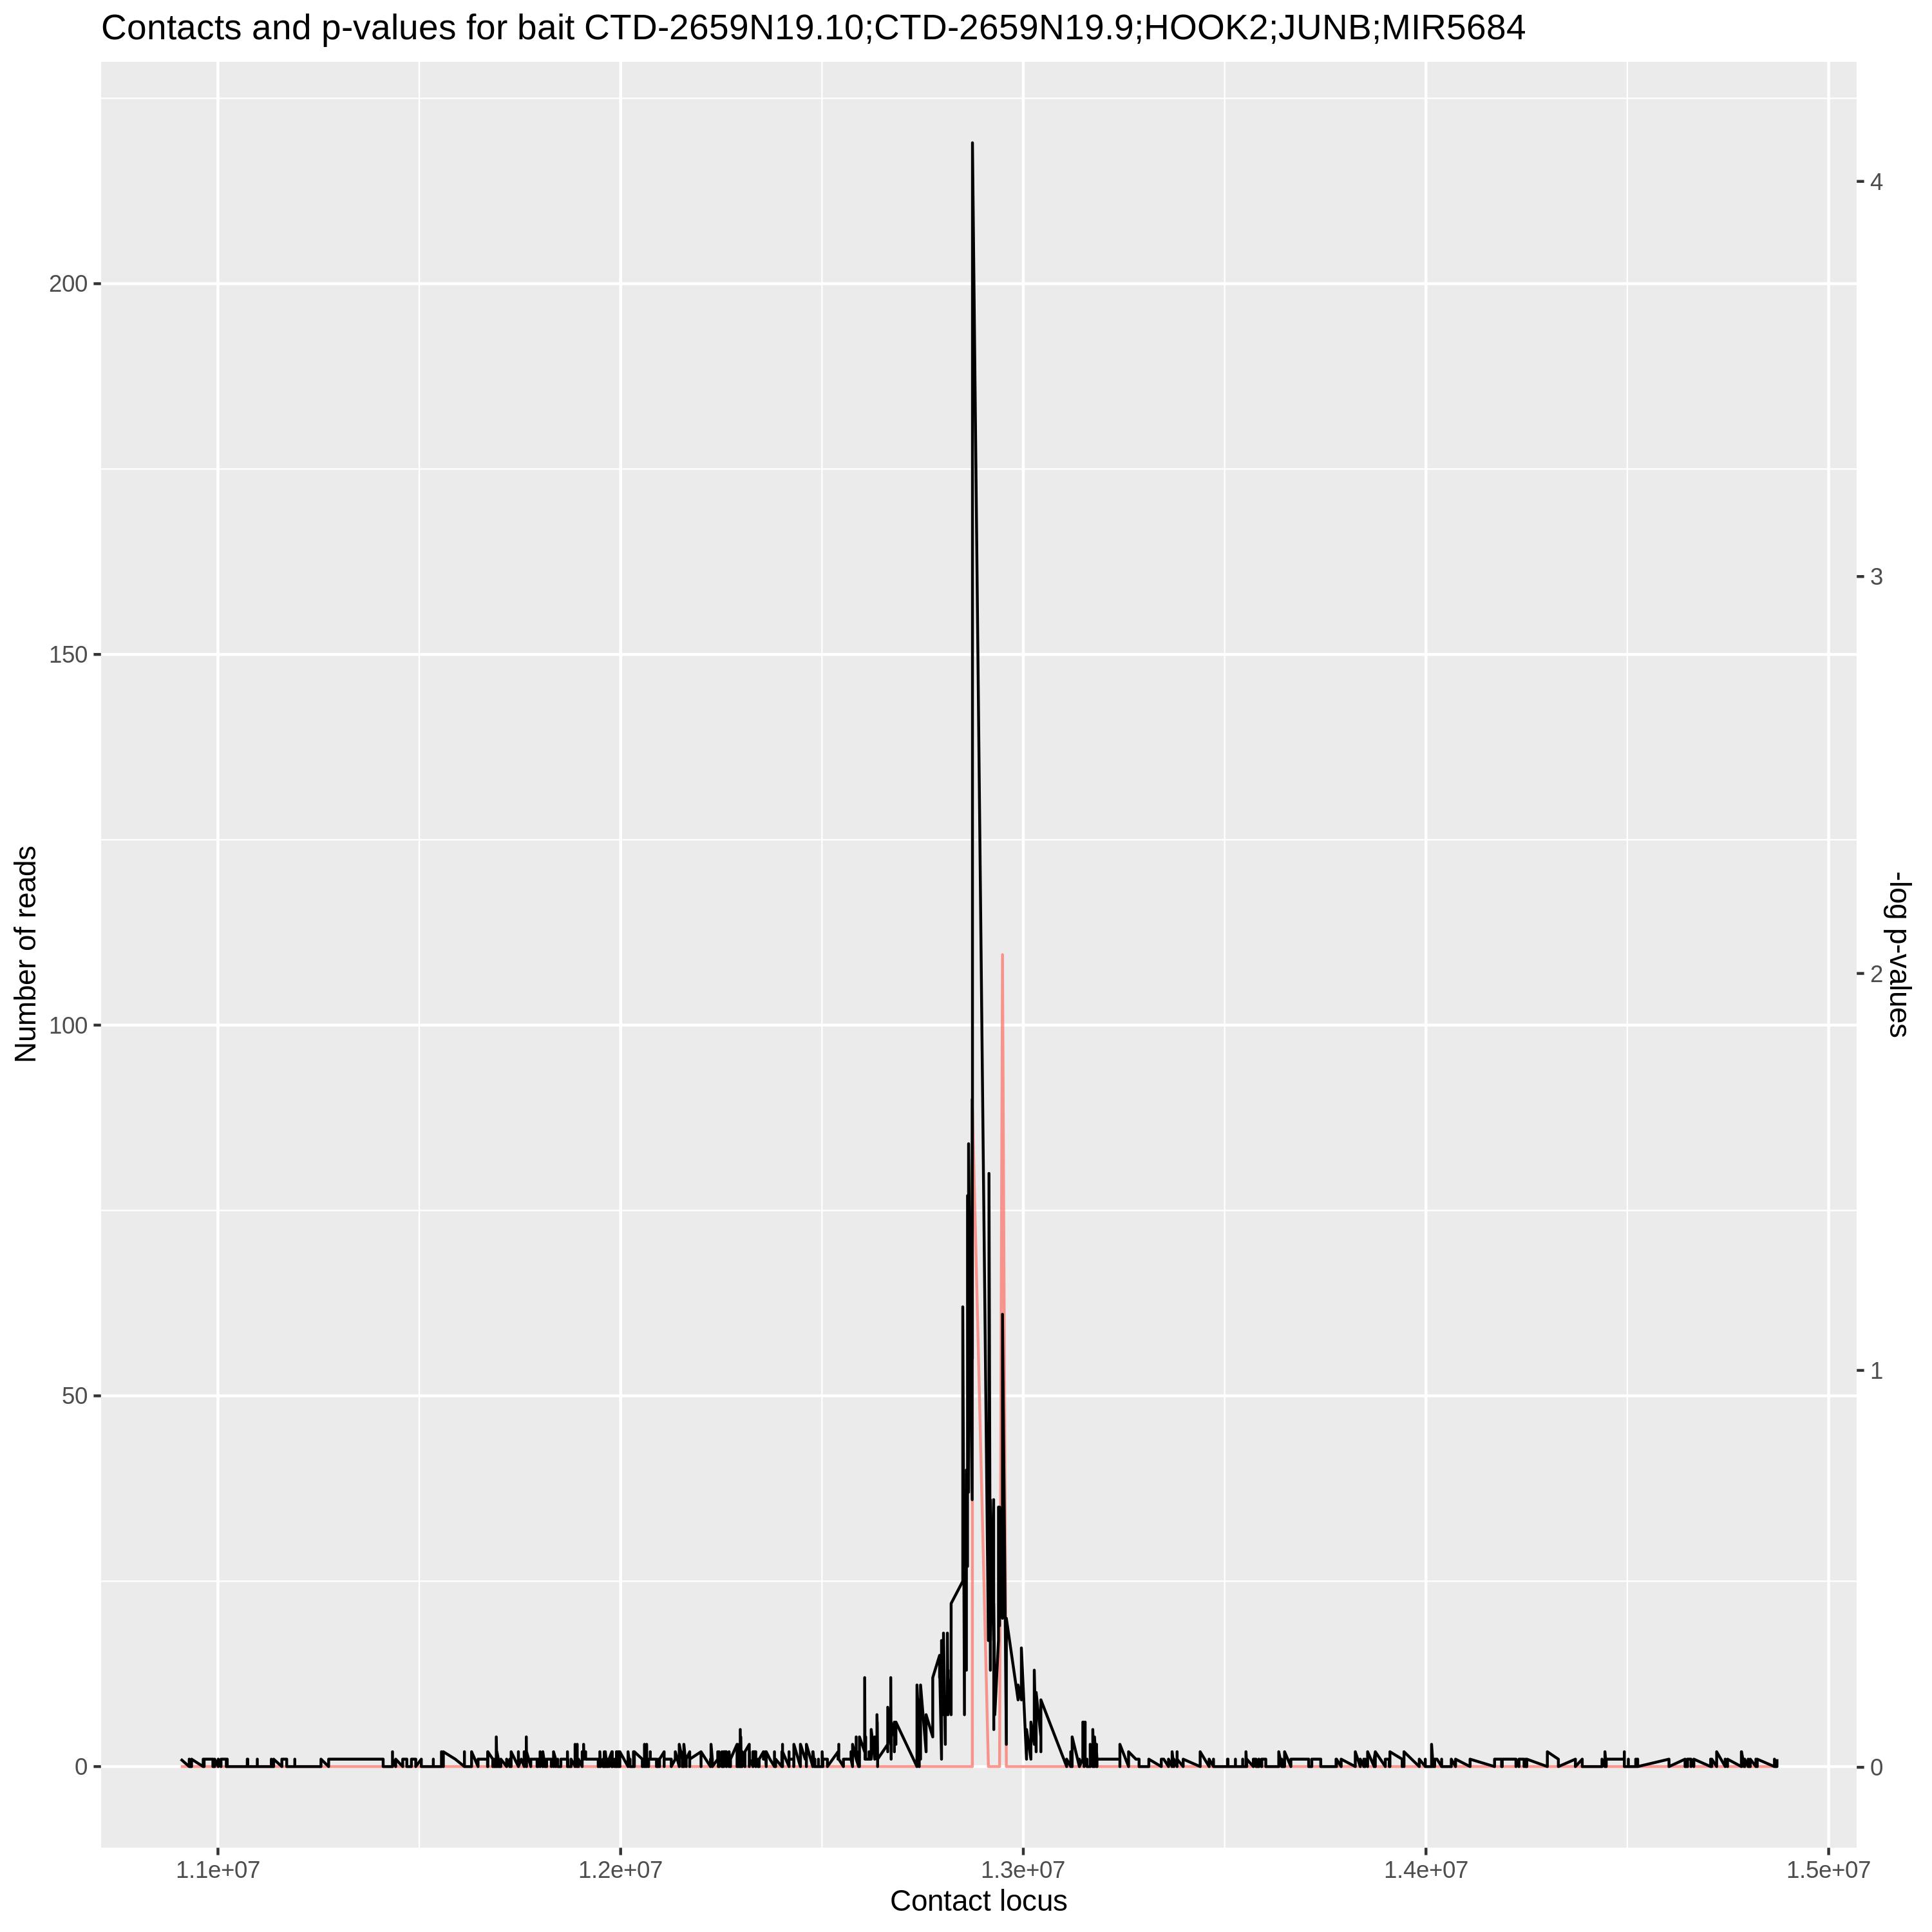 Contacts and p-values for bait CTD-2659N19.10;CTD-2659N19.9;HOOK2;JUNB;MIR5684
Number of reads
200
150
100
50
0
4
3
2
1
0
-log p-values
1.1e+07
1.2e+07
1.3e+07
1.4e+07
1.5e+07
Contact locus